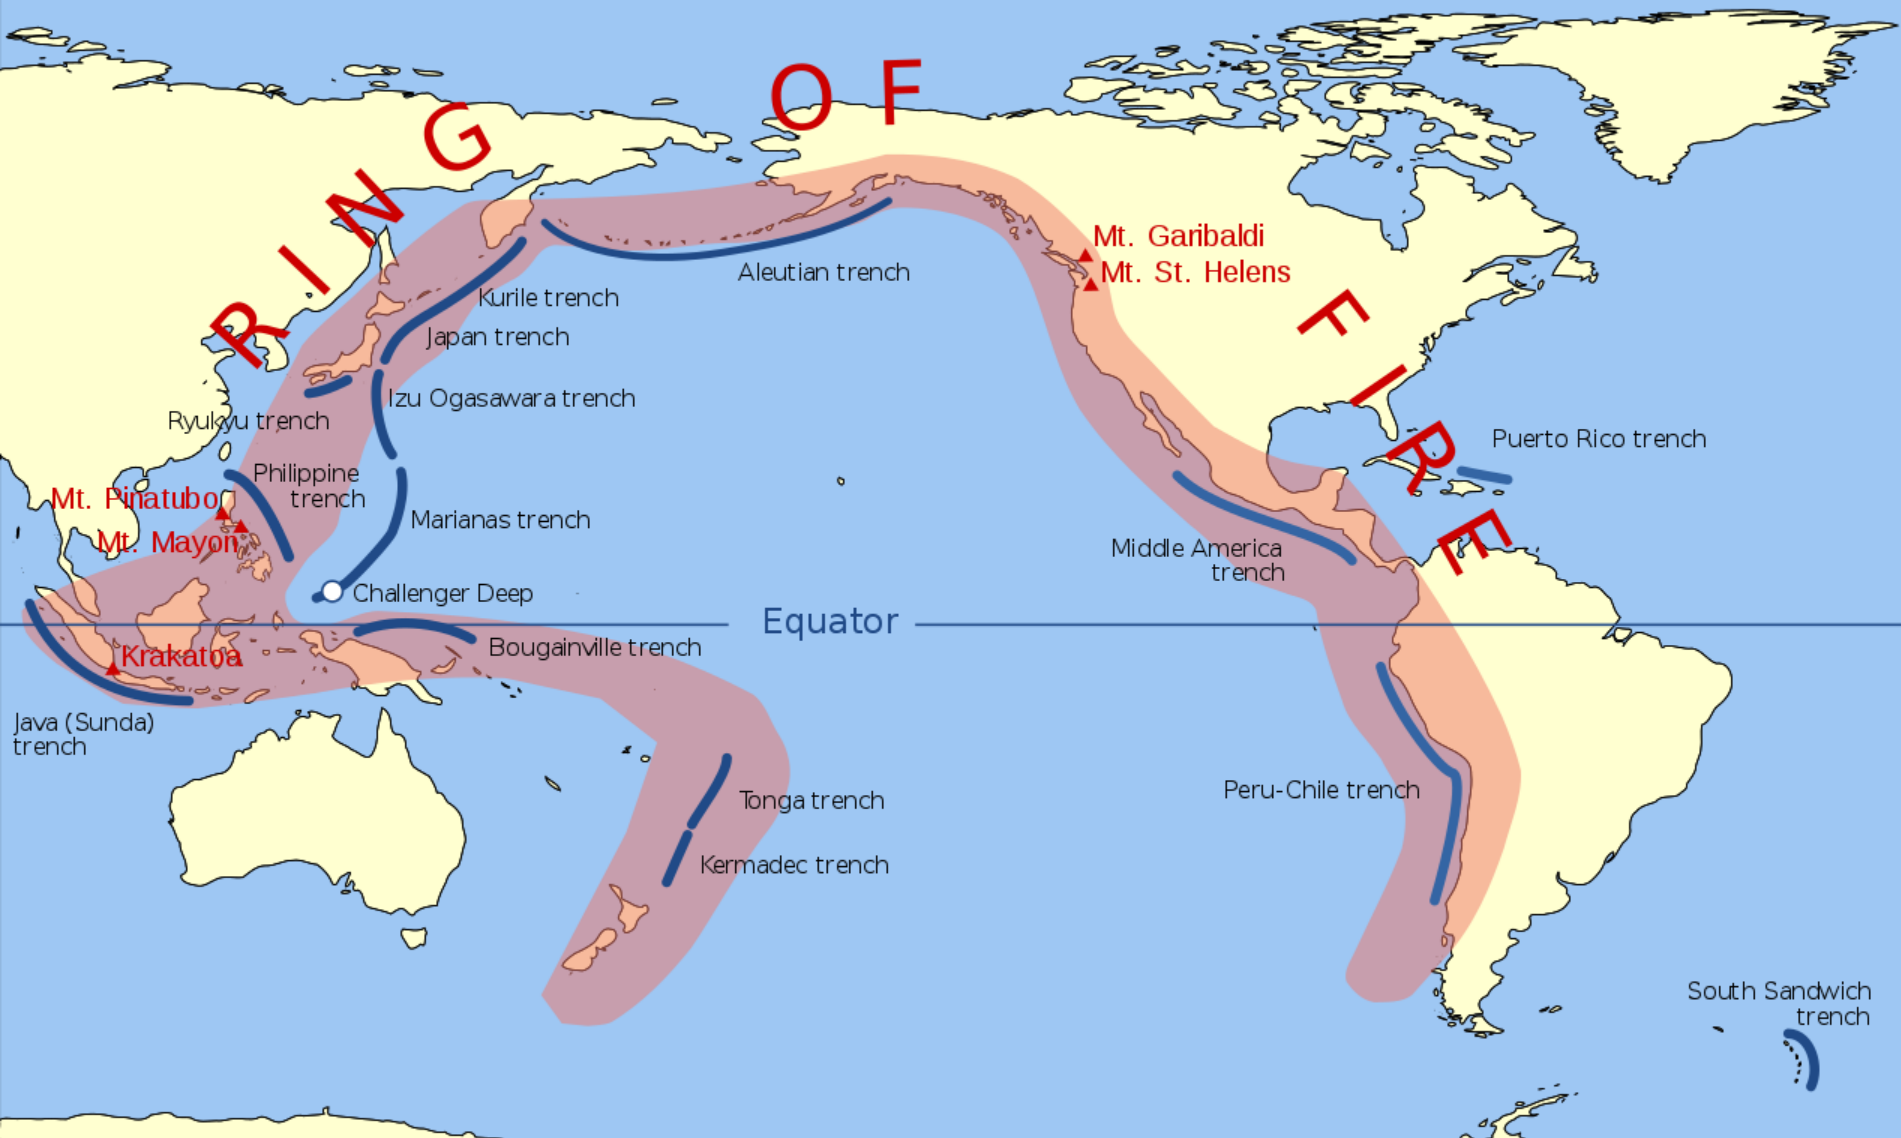 RING OF FIRE
Mt. Garibaldi
Mt. St. Helens
Aleutian trench
Kurile trench
Japan trench
Izu Ogasawara trench
Ryukyu trench
Puerto Rico trench
Philippine
trench
Mt. Pinatubo
Marianas trench
Mt. Mayon
Middle America
trench
Challenger Deep
Equator
Bougainville trench
Krakatoa
Java (Sunda)
trench
Peru-Chile trench
Tonga trench
Kermadec trench
South Sandwich
trench